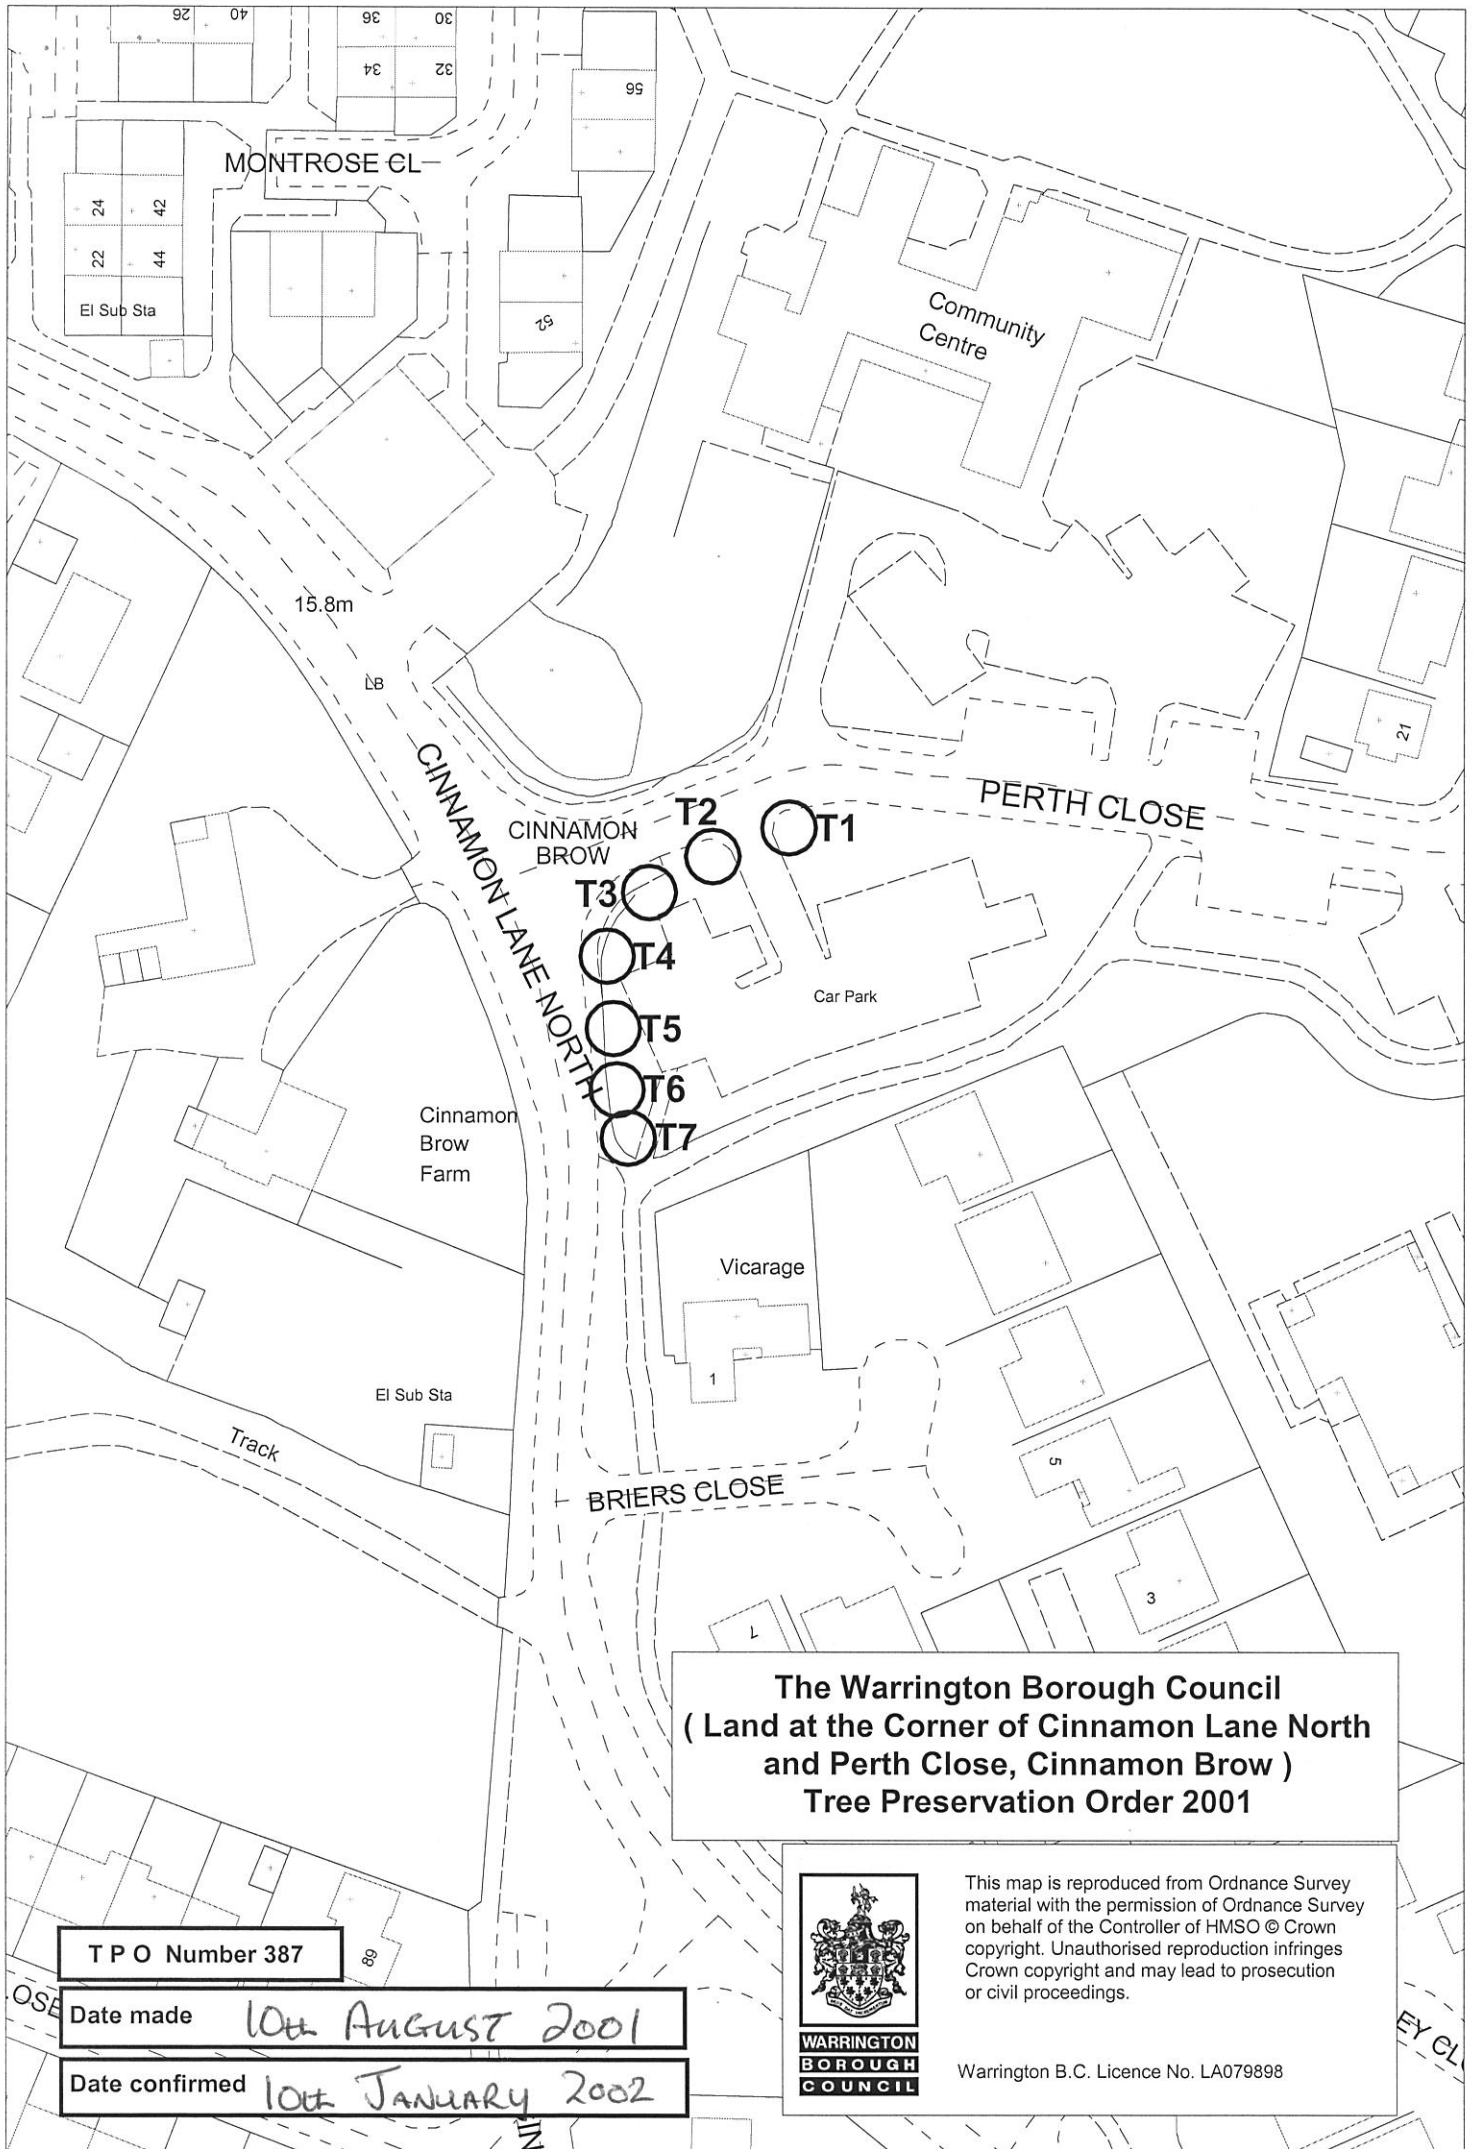 26
40
36
30
34
32
56
MONTROSE CL
24
42
22
44
El Sub Sta
52
Community
Centre
15.8m
LB
21
PERTH CLOSE
CINNAMON LANE NORTH
CINNAMON
BROW
T1
T2
T3
T4
T5
T6
T7
Car Park
Cinnamon
Brow
Farm
Vicarage
1
El Sub Sta
Track
BRIERS CLOSE
5
3
7
The Warrington Borough Council
( Land at the Corner of Cinnamon Lane North
and Perth Close, Cinnamon Brow )
Tree Preservation Order 2001
This map is reproduced from Ordnance Survey
material with the permission of Ordnance Survey
on behalf of the Controller of HMSO © Crown
copyright. Unauthorised reproduction infringes
Crown copyright and may lead to prosecution
or civil proceedings.
WARRINGTON
BOROUGH
COUNCIL
Warrington B.C. Licence No. LA079898
T P O Number 387
89
OSE
Date made 10th AUGUST 2001
Date confirmed 10th JANUARY 2002
EY CL
IN